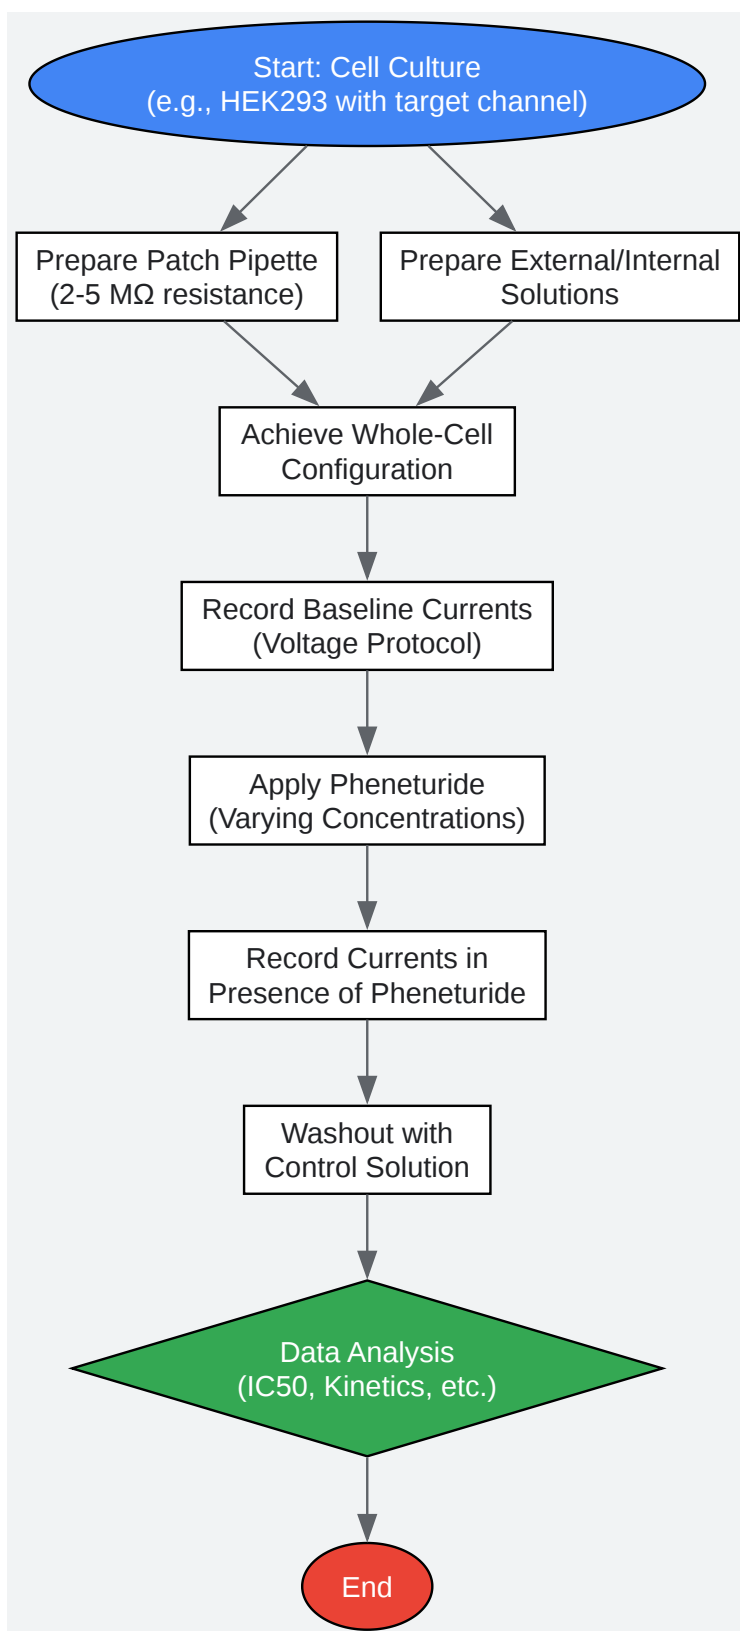 Start: Cell Culture
(e.g., HEK293 with target channel)
Prepare Patch Pipette
(2-5 MΩ resistance)
Prepare External/Internal
Solutions
Achieve Whole-Cell
Configuration
Record Baseline Currents
(Voltage Protocol)
Apply Pheneturide
(Varying Concentrations)
Record Currents in
Presence of Pheneturide
Washout with
Control Solution
Data Analysis
(IC50, Kinetics, etc.)
End